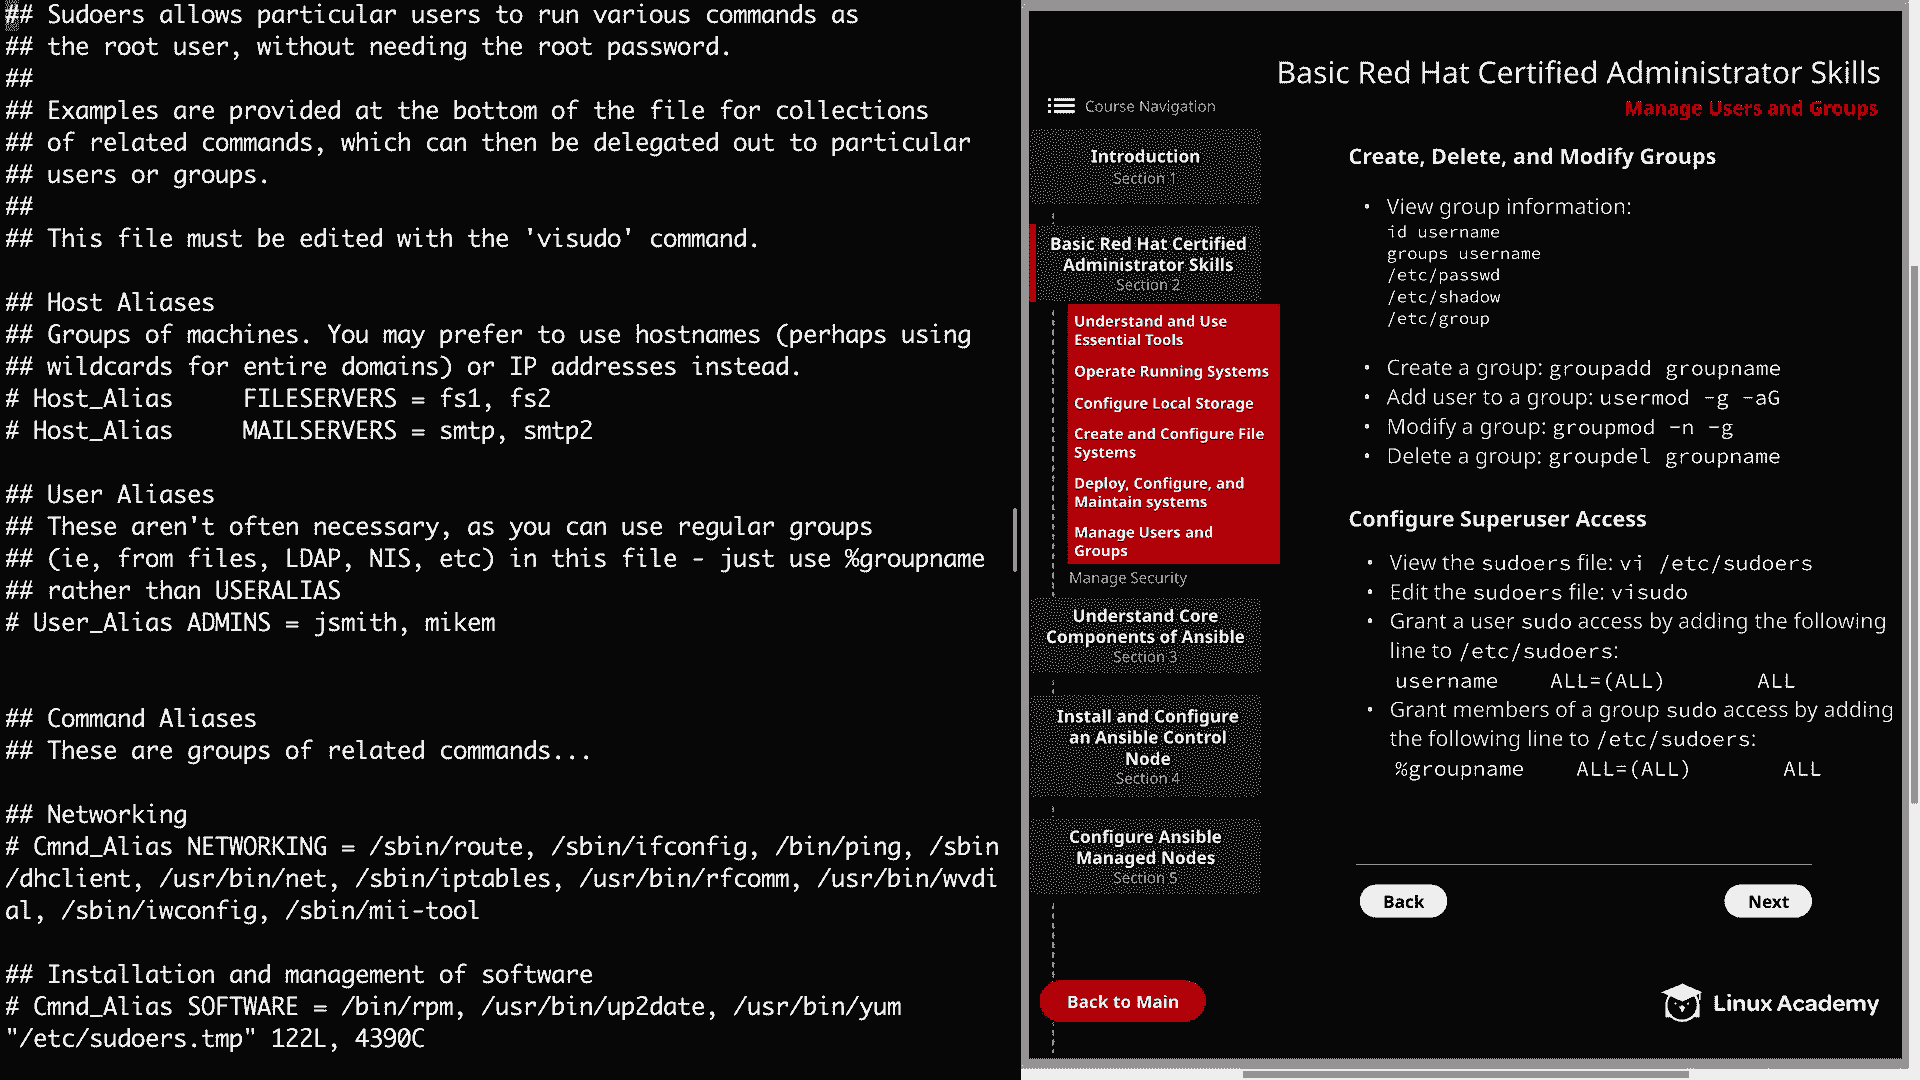 ## Sudoers allows particular users to run various commands as
## the root user, without needing the root password.
##
## Examples are provided at the bottom of the file for collections
## of related commands, which can then be delegated out to particular
## users or groups.
##
## This file must be edited with the 'visudo' command.
## Host Aliases
## Groups of machines. You may prefer to use hostnames (perhaps using
## wildcards for entire domains) or IP addresses instead.
# Host_Alias     FILESERVERS = fs1, fs2
# Host_Alias     MAILSERVERS = smtp, smtp2
## User Aliases
## These aren't often necessary, as you can use regular groups
## (ie, from files, LDAP, NIS, etc) in this file - just use %groupname
## rather than USERALIAS
# User_Alias ADMINS = jsmith, mikem
## Command Aliases
## These are groups of related commands...
## Networking
# Cmnd_Alias NETWORKING = /sbin/route, /sbin/ifconfig, /bin/ping, /sbin
/dhclient, /usr/bin/net, /sbin/iptables, /usr/bin/rfcomm, /usr/bin/wvdi
al, /sbin/iwconfig, /sbin/mii-tool
## Installation and management of software
# Cmnd_Alias SOFTWARE = /bin/rpm, /usr/bin/up2date, /usr/bin/yum
"/etc/sudoers.tmp" 122L, 4390C
Basic Red Hat Certified Administrator Skills
Manage Users and Groups
Course Navigation
Introduction
Section 1
Basic Red Hat Certified
Administrator Skills
Section 2
Understand and Use
Essential Tools
Operate Running Systems
Configure Local Storage
Create and Configure File
Systems
Deploy, Configure, and
Maintain systems
Manage Users and
Groups
Manage Security
Understand Core
Components of Ansible
Section 3
Install and Configure
an Ansible Control
Node
Section 4
Configure Ansible
Managed Nodes
Section 5
Back to Main
Create, Delete, and Modify Groups
• View group information:
id username
groups username
/etc/passwd
/etc/shadow
/etc/group
• Create a group: groupadd groupname
• Add user to a group: usermod -g -aG
• Modify a group: groupmod -n -g
• Delete a group: groupdel groupname
Configure Superuser Access
• View the sudoers file: vi /etc/sudoers
• Edit the sudoers file: visudo
• Grant a user sudo access by adding the following
line to /etc/sudoers:
username    ALL=(ALL)       ALL
• Grant members of a group sudo access by adding
the following line to /etc/sudoers:
%groupname    ALL=(ALL)       ALL
Back
Next
Linux Academy